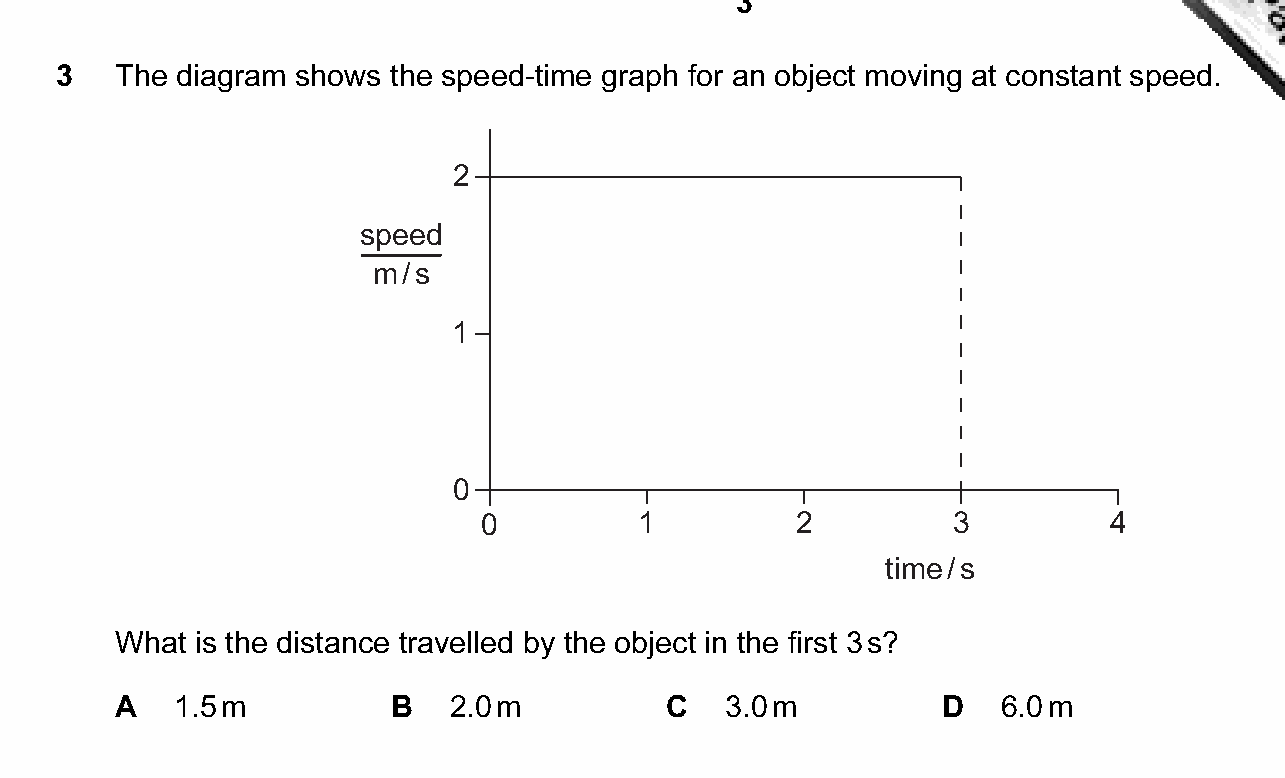 3
3 The diagram shows the speed-time graph for an object moving at constant speed.
2
speed
m/s
1
0
0 1 2 3 4
time/s
What is the distance travelled by the object in the first 3s?
A 1.5m B 2.0m C 3.0m D 6.0m